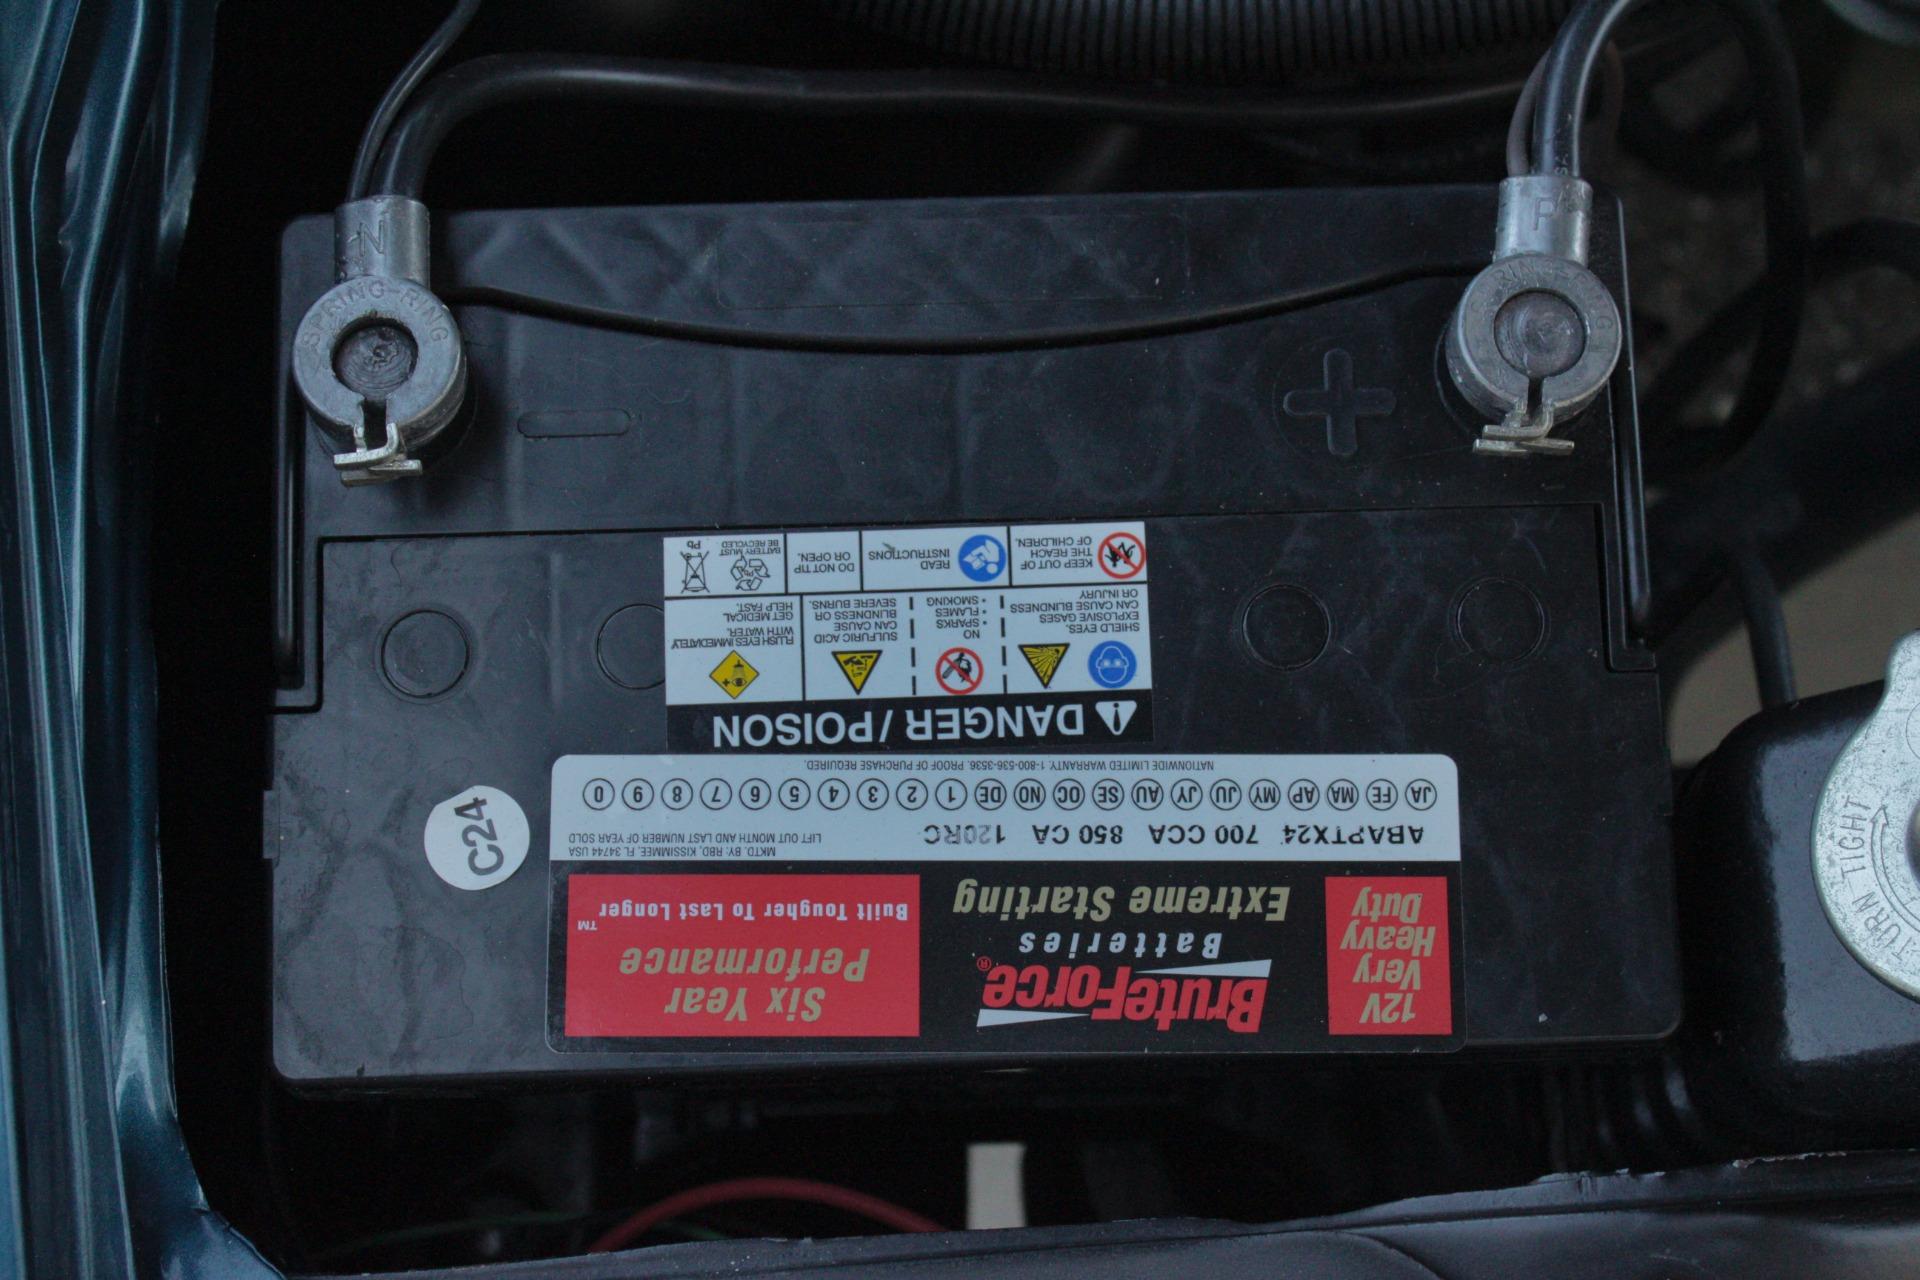 N
SPRING-RING
P
SPRING-RING
12V
Very
Heavy
Duty
BruteForce®
Batteries
Extreme Starting
Six Year
Performance
Built Tougher To Last Longer™
ABAPTX24 700 CCA 850 CA 120RC
MKTD. BY: RBD, KISSIMMEE, FL 34744 USA
LIFT OUT MONTH AND LAST NUMBER OF YEAR SOLD
JA FE MA AP MY JU JY AU SE OC NO DE 1 2 3 4 5 6 7 8 9 0
NATIONWIDE LIMITED WARRANTY. 1-800-536-3536. PROOF OF PURCHASE REQUIRED.
C24
DANGER / POISON
SHIELD EYES.
EXPLOSIVE GASES
CAN CAUSE BLINDNESS
OR INJURY
NO
• SPARKS
• FLAMES
• SMOKING
SULFURIC ACID
CAN CAUSE
BLINDNESS OR
SEVERE BURNS.
FLUSH EYES IMMEDIATELY
WITH WATER.
GET MEDICAL
HELP FAST.
KEEP OUT OF
THE REACH
OF CHILDREN.
READ
INSTRUCTIONS
DO NOT TIP
OR OPEN.
Pb
BATTERY MUST
BE RECYCLED
Pb
TURN TIGHT